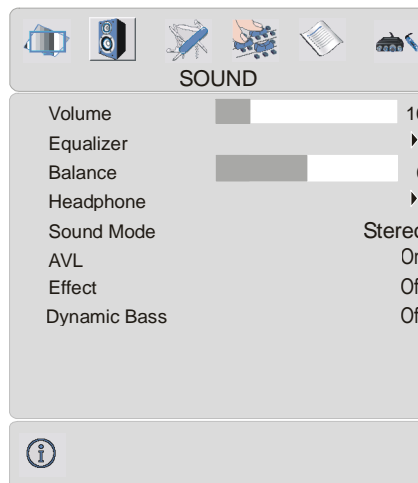 SOUND
Volume
Equalizer
Balance
Headphone
Sound Mode
AVL
Effect
Dynamic Bass